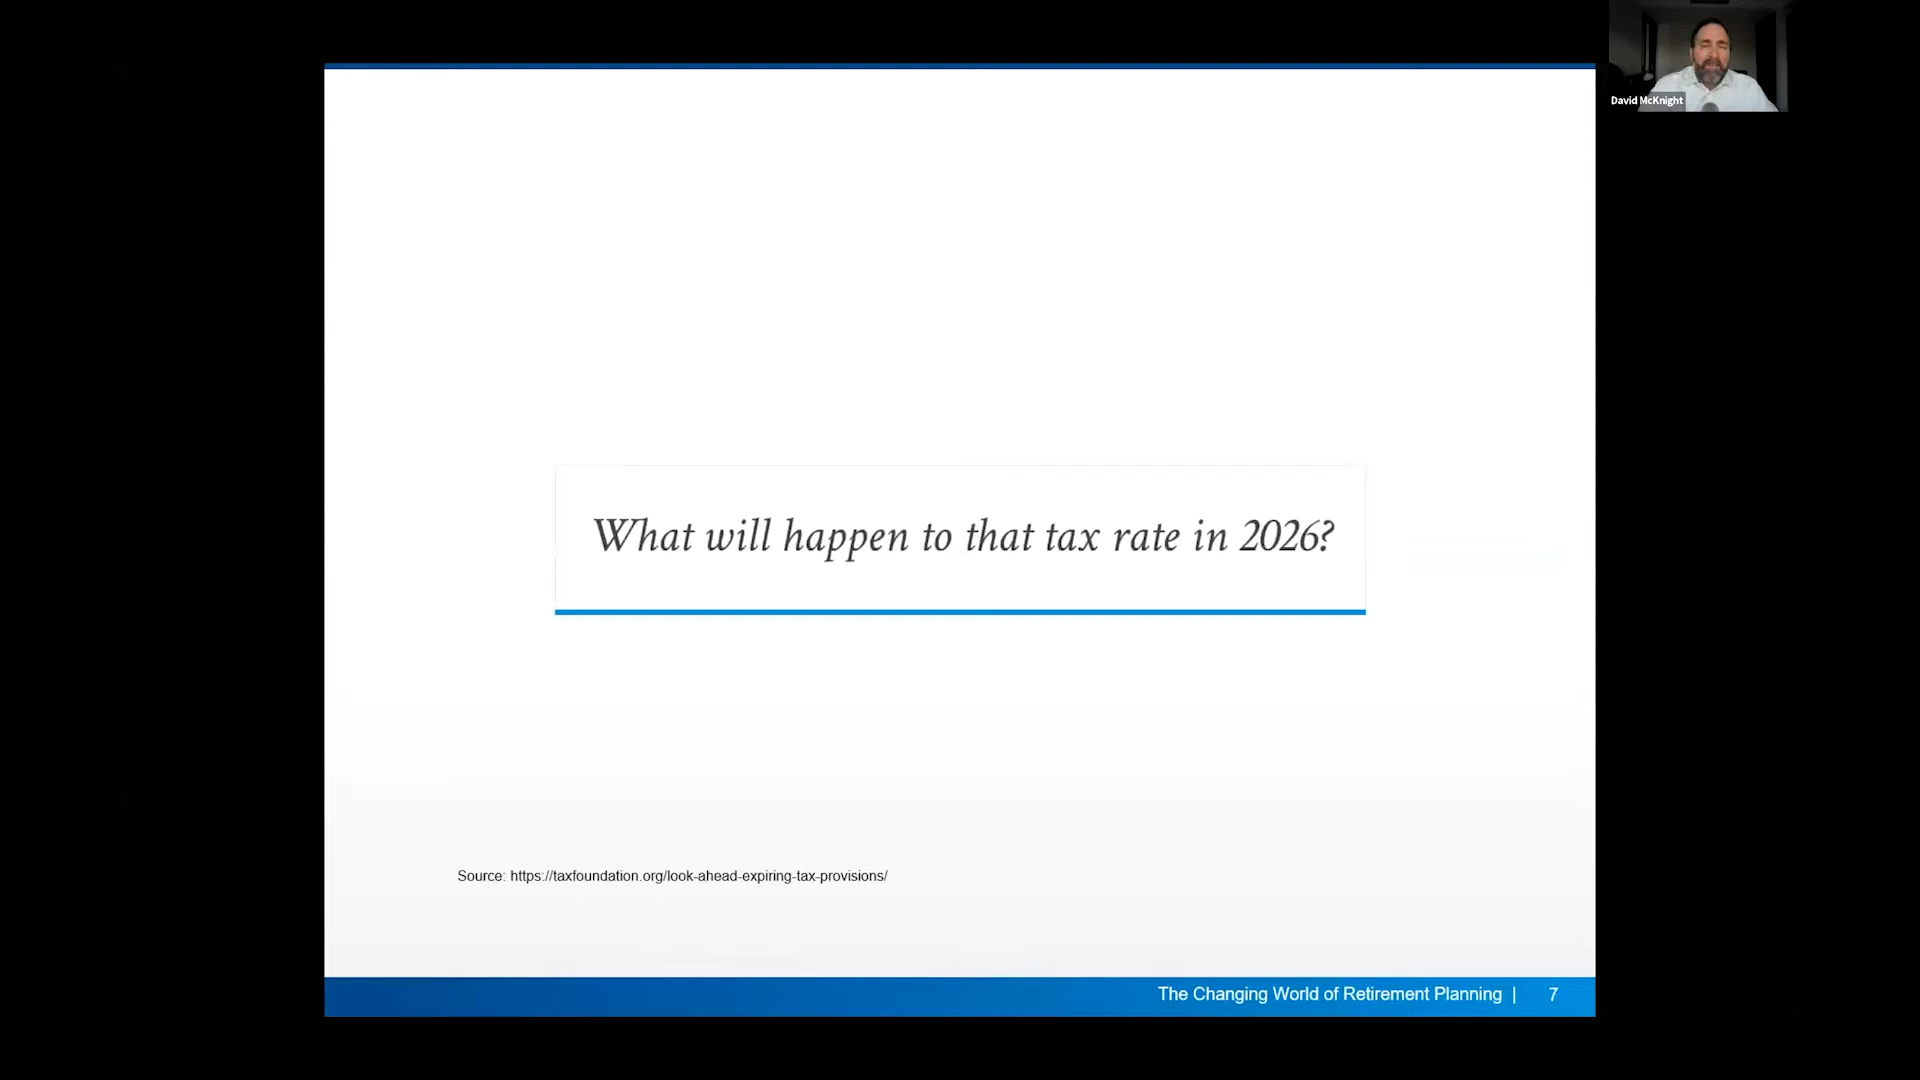 David McKnight
What will happen to that tax rate in 2026?
Source: https://taxfoundation.org/look-ahead-expiring-tax-provisions/
The Changing World of Retirement Planning | 7